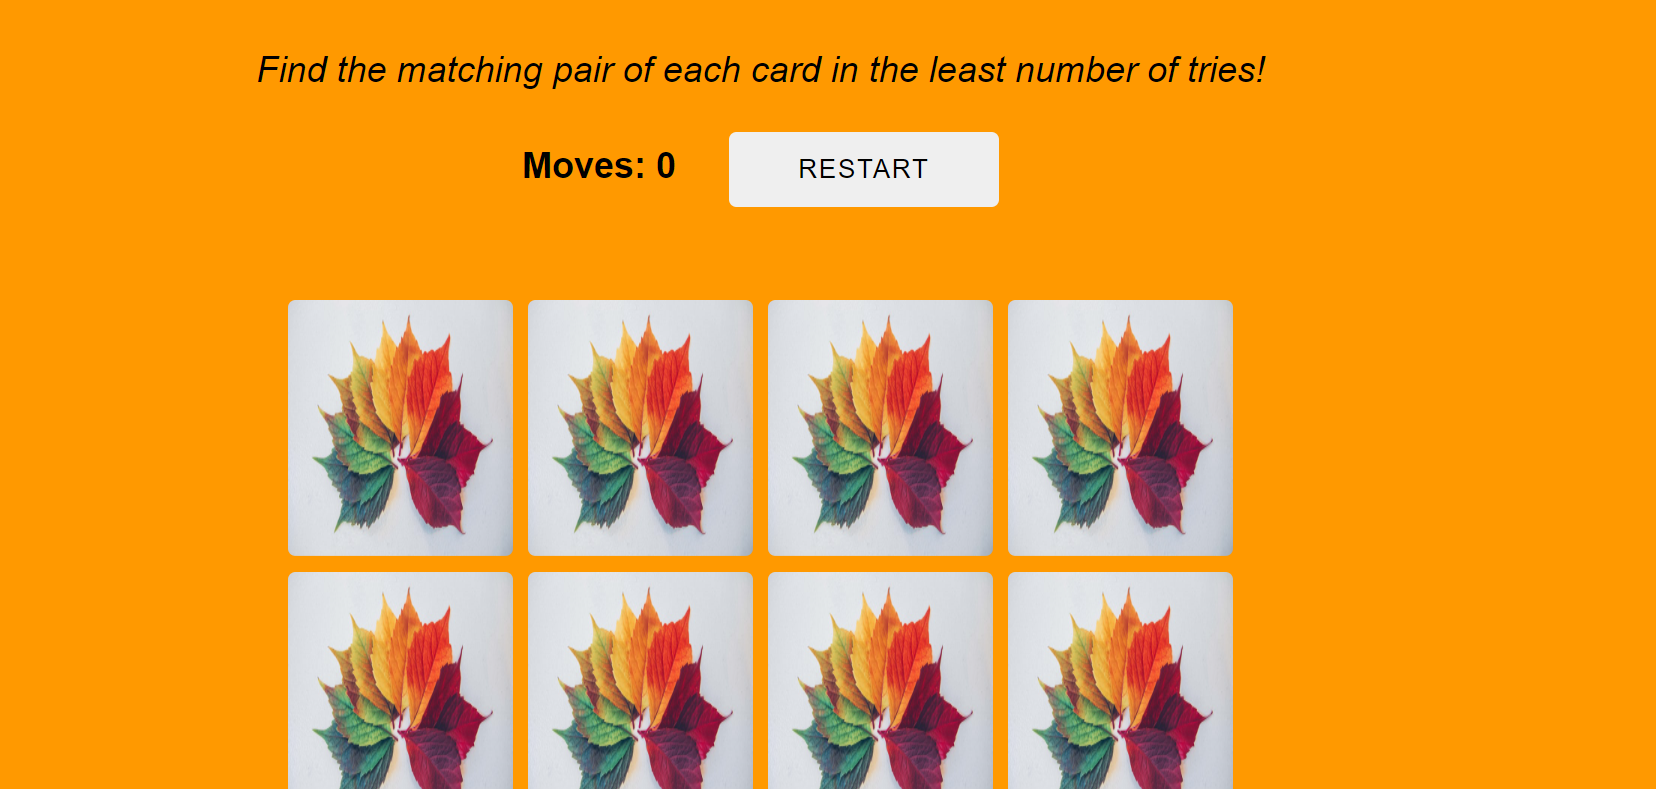 Find the matching pair of each card in the least number of tries!
Moves: 0
RESTART